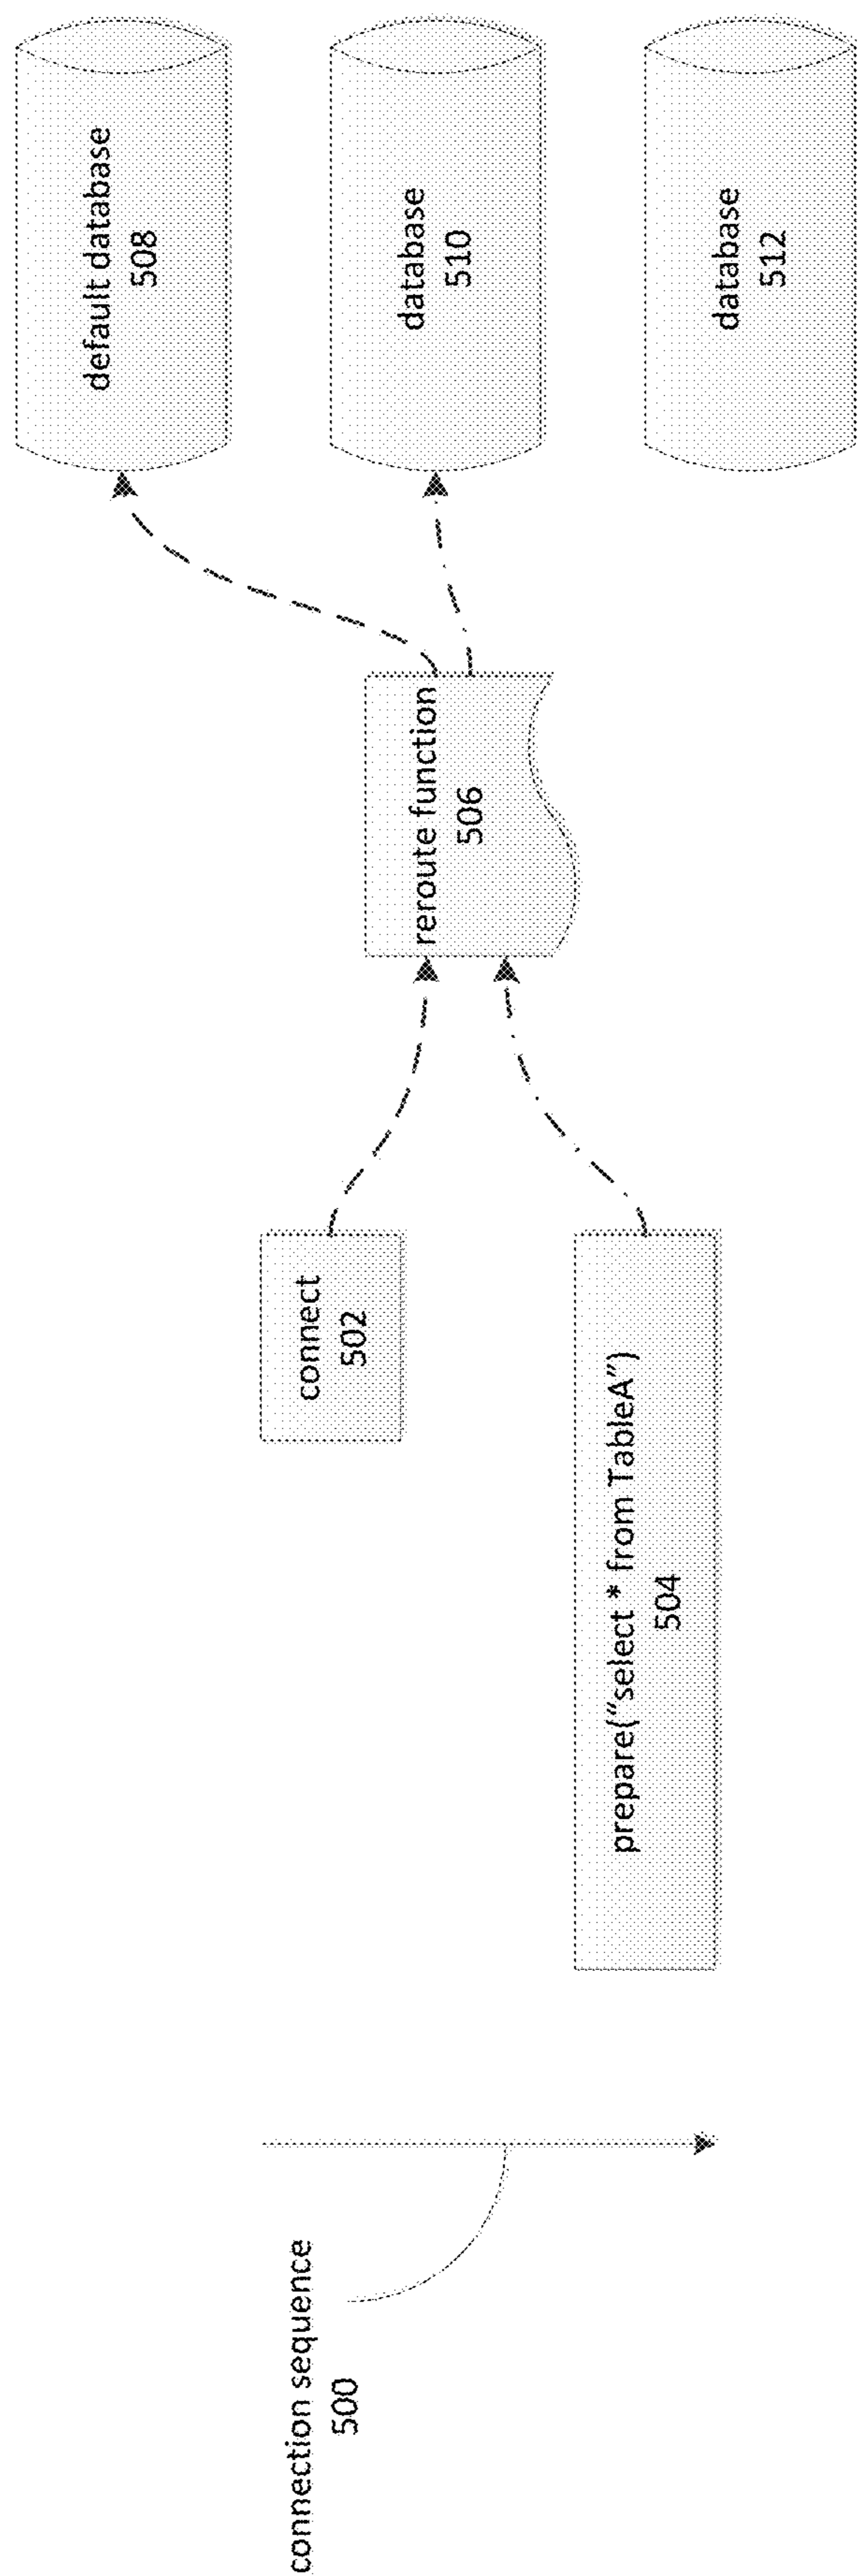 connection sequence
500
connect
502
prepare("select * from TableA")
504
reroute function
506
default database
508
database
510
database
512